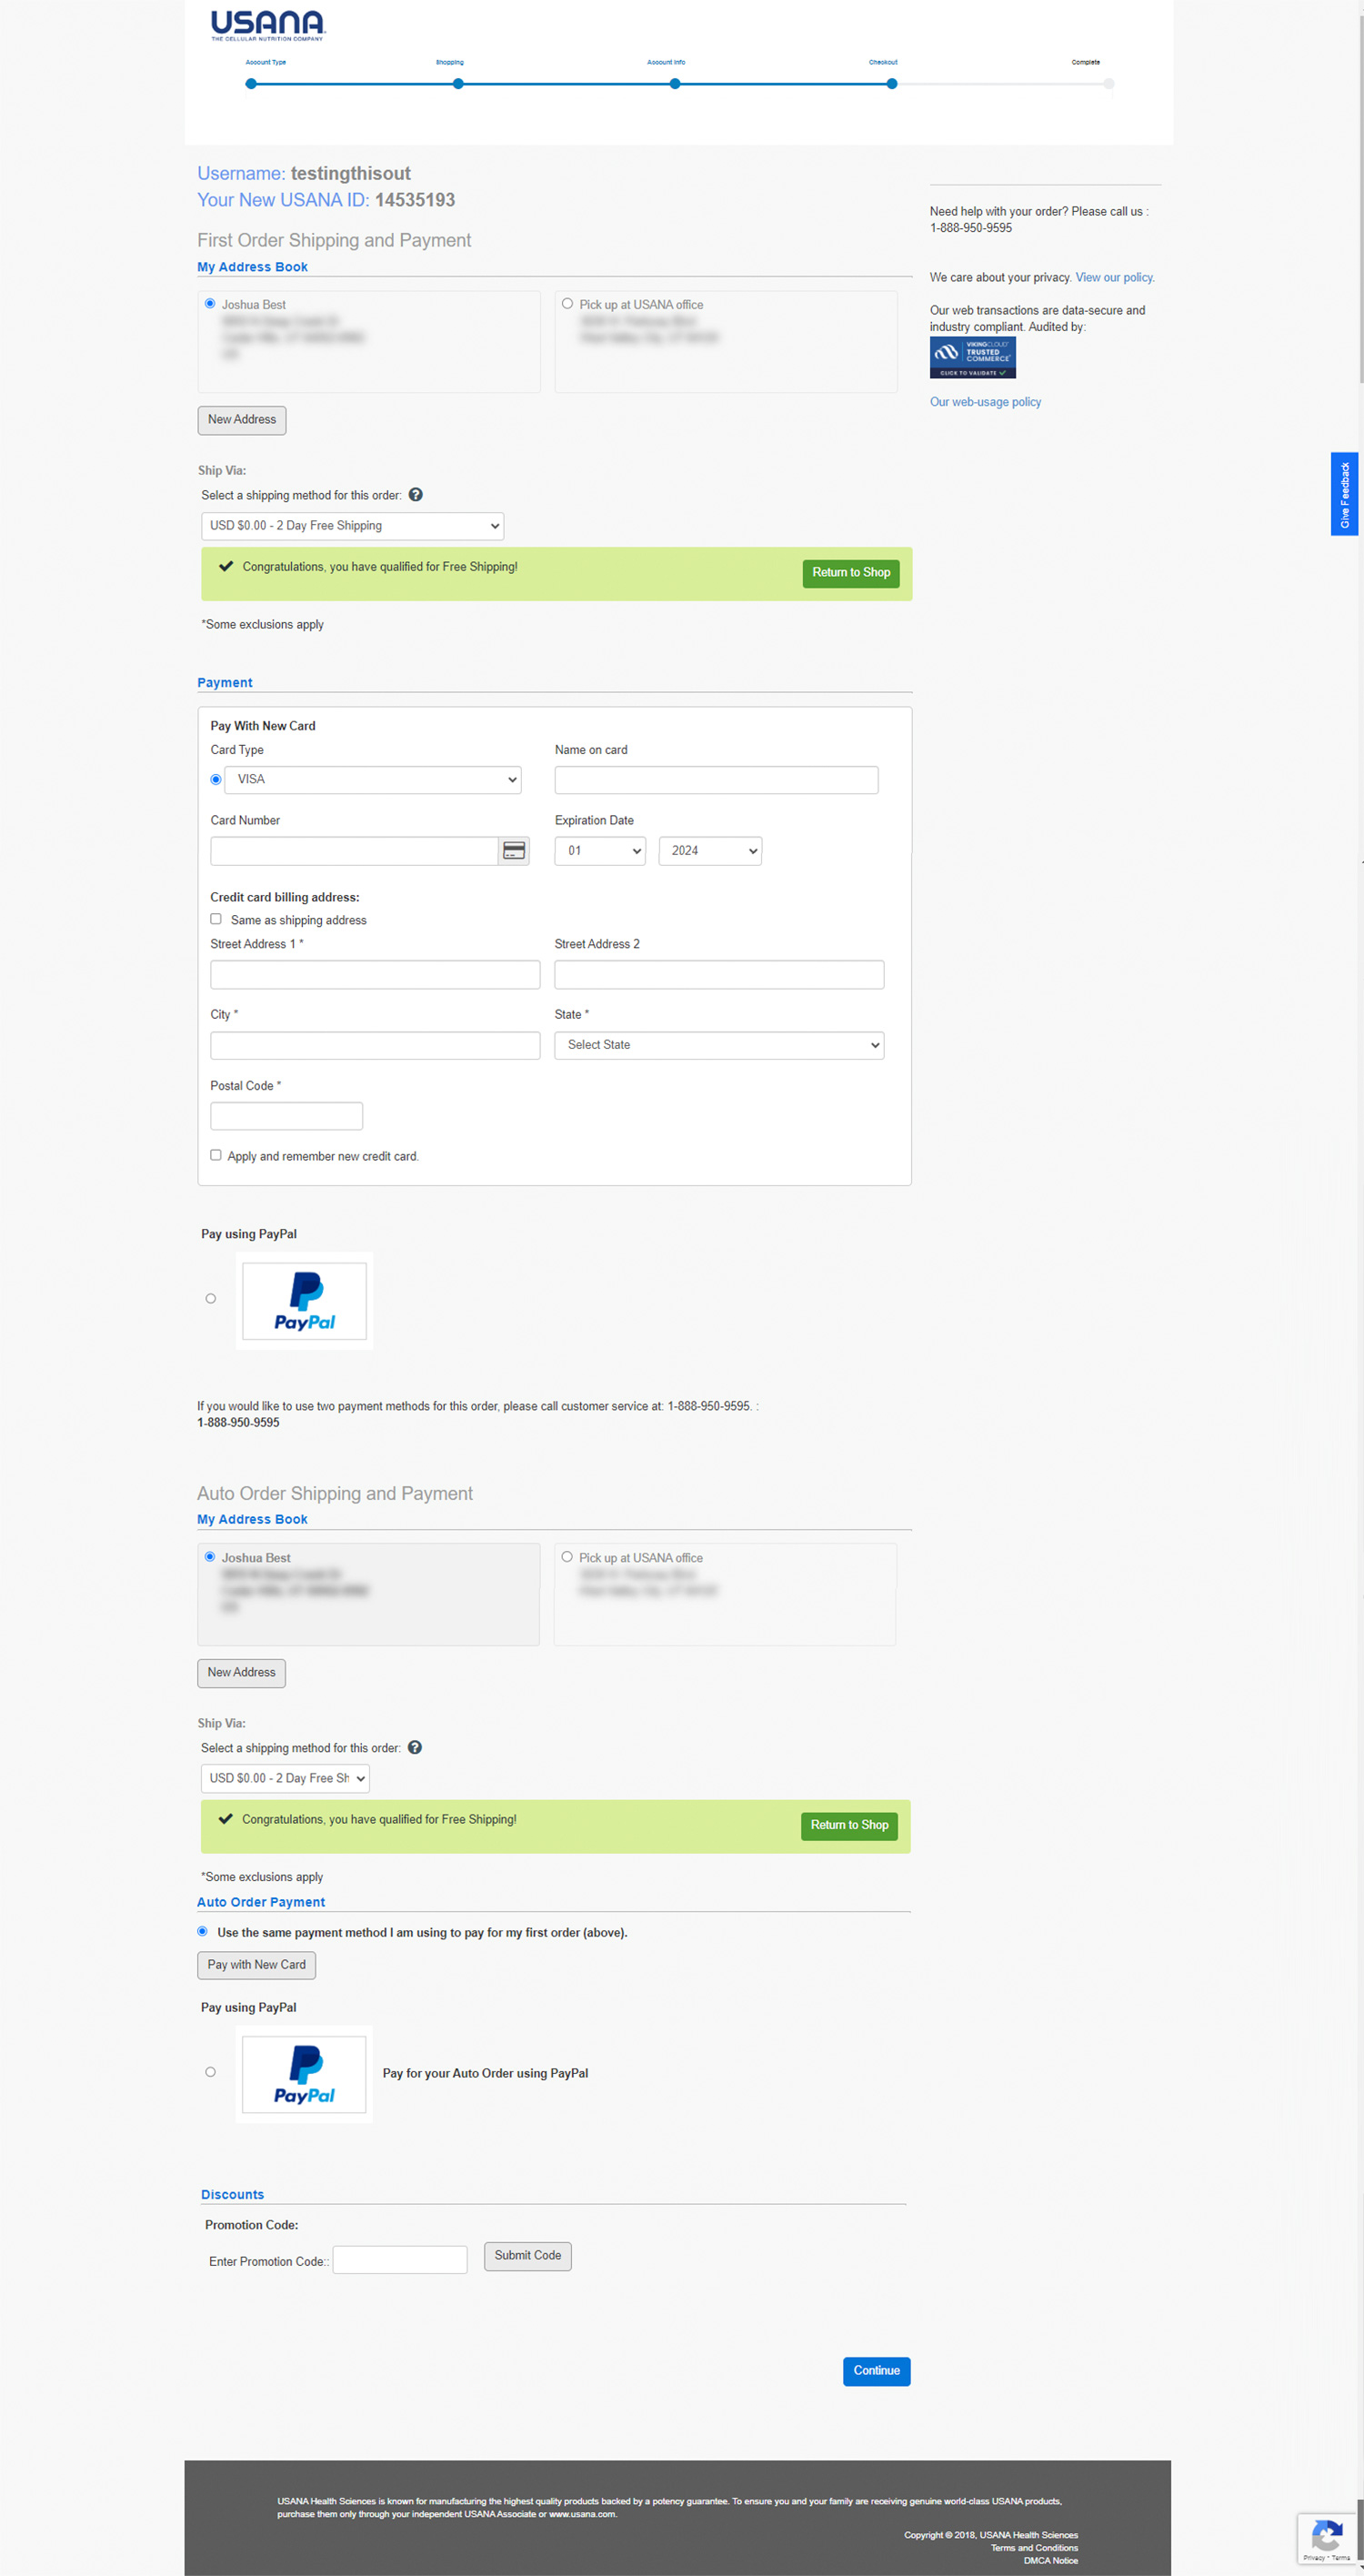 USANA
THE CELLULAR NUTRITION COMPANY
Account Type
Shopping
Account Info
Checkout
Complete
Username: testingthisout
Your New USANA ID: 14535193
First Order Shipping and Payment
My Address Book
Joshua Best
Pick up at USANA office
New Address
Ship Via:
Select a shipping method for this order: ?
USD $0.00 - 2 Day Free Shipping
Congratulations, you have qualified for Free Shipping!
Return to Shop
*Some exclusions apply
Need help with your order? Please call us :
1-888-950-9595
We care about your privacy. View our policy.
Our web transactions are data-secure and
industry compliant. Audited by:
VIKINGCLOUD
TRUSTED
COMMERCE
CLICK TO VALIDATE
Our web-usage policy
Give Feedback
Payment
Pay With New Card
Card Type
Name on card
VISA
Card Number
Expiration Date
01
2024
Credit card billing address:
Same as shipping address
Street Address 1 *
Street Address 2
City *
State *
Select State
Postal Code *
Apply and remember new credit card.
Pay using PayPal
PayPal
If you would like to use two payment methods for this order, please call customer service at: 1-888-950-9595. :
1-888-950-9595
Auto Order Shipping and Payment
My Address Book
Joshua Best
Pick up at USANA office
New Address
Ship Via:
Select a shipping method for this order: ?
USD $0.00 - 2 Day Free Sh
Congratulations, you have qualified for Free Shipping!
Return to Shop
*Some exclusions apply
Auto Order Payment
Use the same payment method I am using to pay for my first order (above).
Pay with New Card
Pay using PayPal
PayPal
Pay for your Auto Order using PayPal
Discounts
Promotion Code:
Enter Promotion Code::
Submit Code
Continue
USANA Health Sciences is known for manufacturing the highest quality products backed by a potency guarantee. To ensure you and your family are receiving genuine world-class USANA products,
purchase them only through your independent USANA Associate or www.usana.com.
Copyright © 2018, USANA Health Sciences
Terms and Conditions
DMCA Notice
Privacy - Terms